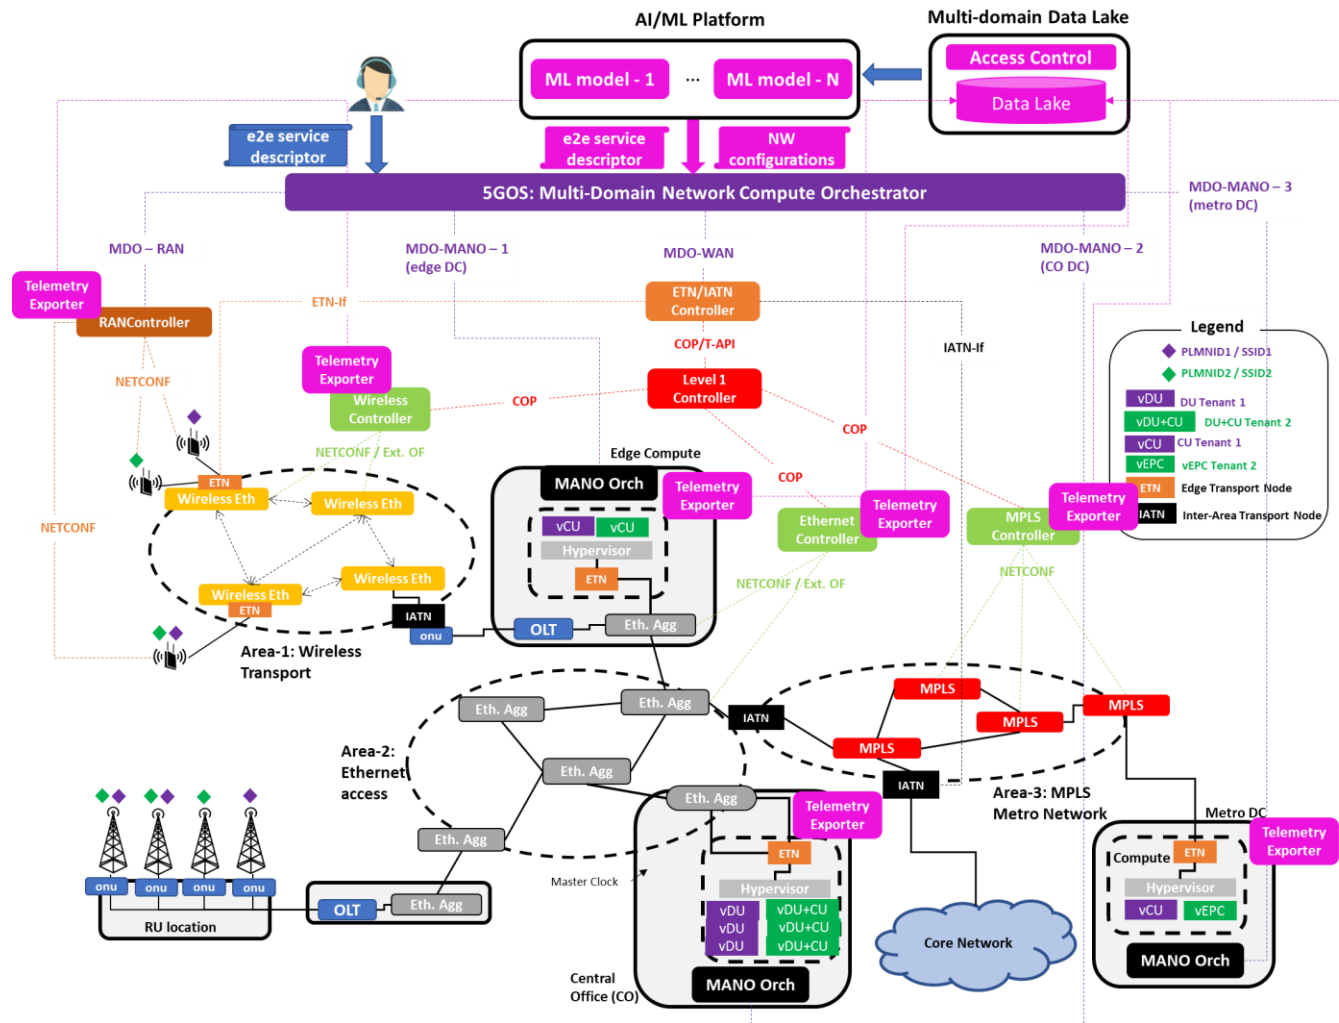 AI/ML Platform
Multi-domain Data Lake
ML model - 1
...
ML model - N
Access Control
Data Lake
e2e service
descriptor
e2e service
descriptor
NW
configurations
5GOS: Multi-Domain Network Compute Orchestrator
MDO-MANO – 3
(metro DC)
MDO – RAN
MDO-MANO – 1
(edge DC)
MDO-WAN
MDO-MANO – 2
(CO DC)
Telemetry
Exporter
RANController
ETN-If
ETN/IATN
Controller
COP/T-API
IATN-If
Telemetry
Exporter
Wireless
Controller
Level 1
Controller
NETCONF
COP
COP
COP
NETCONF / Ext. OF
Legend
PLMNID1 / SSID1
PLMNID2 / SSID2
vDU
DU Tenant 1
vDU+CU
DU+CU Tenant 2
vCU
CU Tenant 1
vEPC
vEPC Tenant 2
ETN
Edge Transport Node
IATN
Inter-Area Transport Node
Edge Compute
MANO Orch
Telemetry
Exporter
vCU
vCU
Hypervisor
ETN
Eth. Agg
Ethernet
Controller
Telemetry
Exporter
MPLS
Controller
Telemetry
Exporter
NETCONF / Ext. OF
NETCONF
ETN
Wireless Eth
Wireless Eth
Wireless Eth
Wireless Eth
ETN
IATN
onu
OLT
NETCONF
Area-1: Wireless
Transport
Area-2:
Ethernet
access
Eth. Agg
Eth. Agg
Eth. Agg
Eth. Agg
Eth. Agg
IATN
MPLS
MPLS
MPLS
MPLS
IATN
Area-3: MPLS
Metro Network
Telemetry
Exporter
ETN
Master Clock
Hypervisor
vDU
vDU+CU
vDU
vDU+CU
vDU
vDU+CU
MANO Orch
Central
Office (CO)
onu
onu
onu
onu
RU location
OLT
Eth. Agg
Core Network
Metro DC
Telemetry
Exporter
Compute
ETN
Hypervisor
vCU
vEPC
MANO Orch